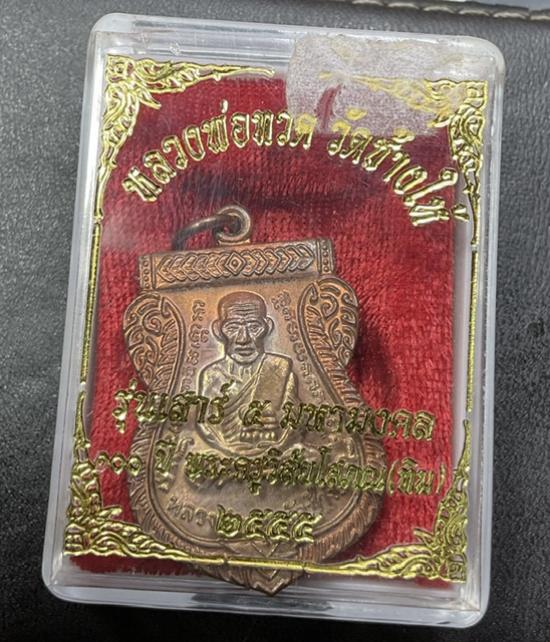 หลวงพ่อทวด วัดช้างให้
รุ่นเสาร์ ๕ มหามงคล
๑๐๐ ปี พระครูวิสัยโสภณ(ทิม)
๒๕๕๕